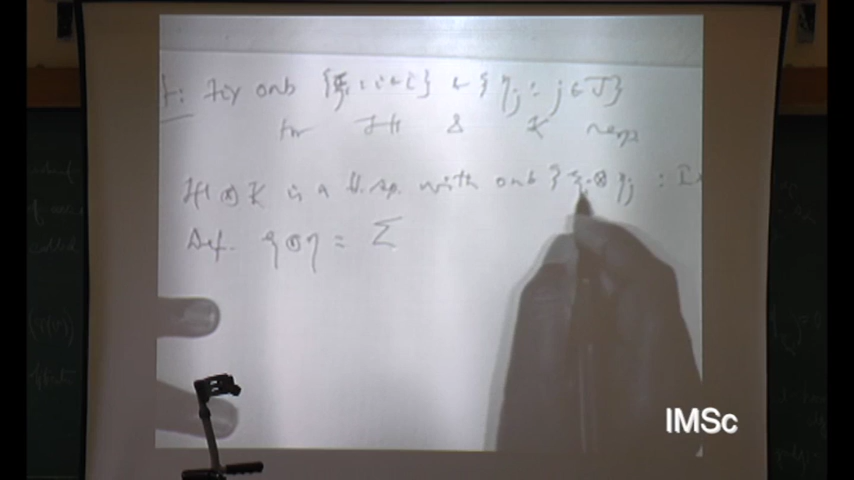 : Fix onb {ξi : i ∈ I} & {ηj : j ∈ J}
for H & K resp
H ⊗ K is a H. sp. with onb {ξi ⊗ ηj : I
Def. ξ ⊗ η = Σ
IMSc